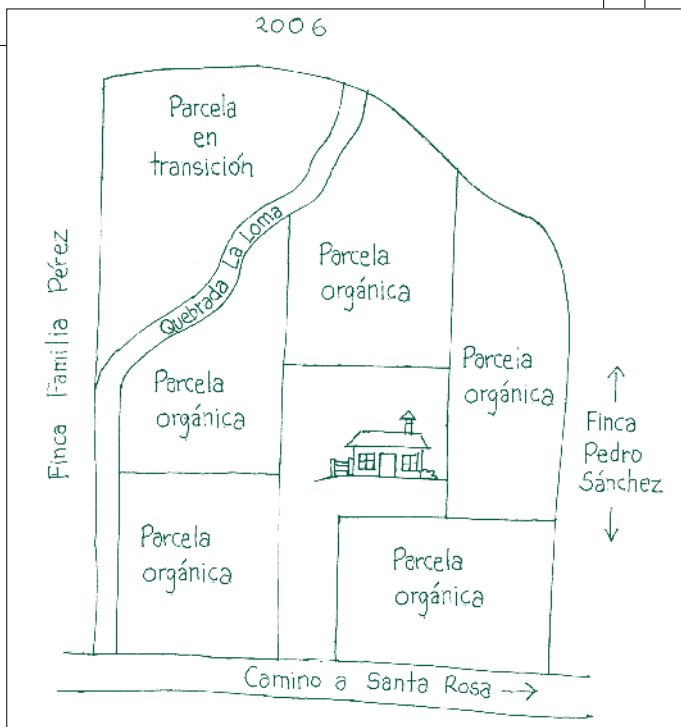 2006
Parcela
en
transición
Quebrada La Loma
Finca Familia Pérez
Parcela
orgánica
Parcela
orgánica
Parcela
orgánica
Finca
Pedro
Sánchez
Parcela
orgánica
Parcela
orgánica
Camino a Santa Rosa →